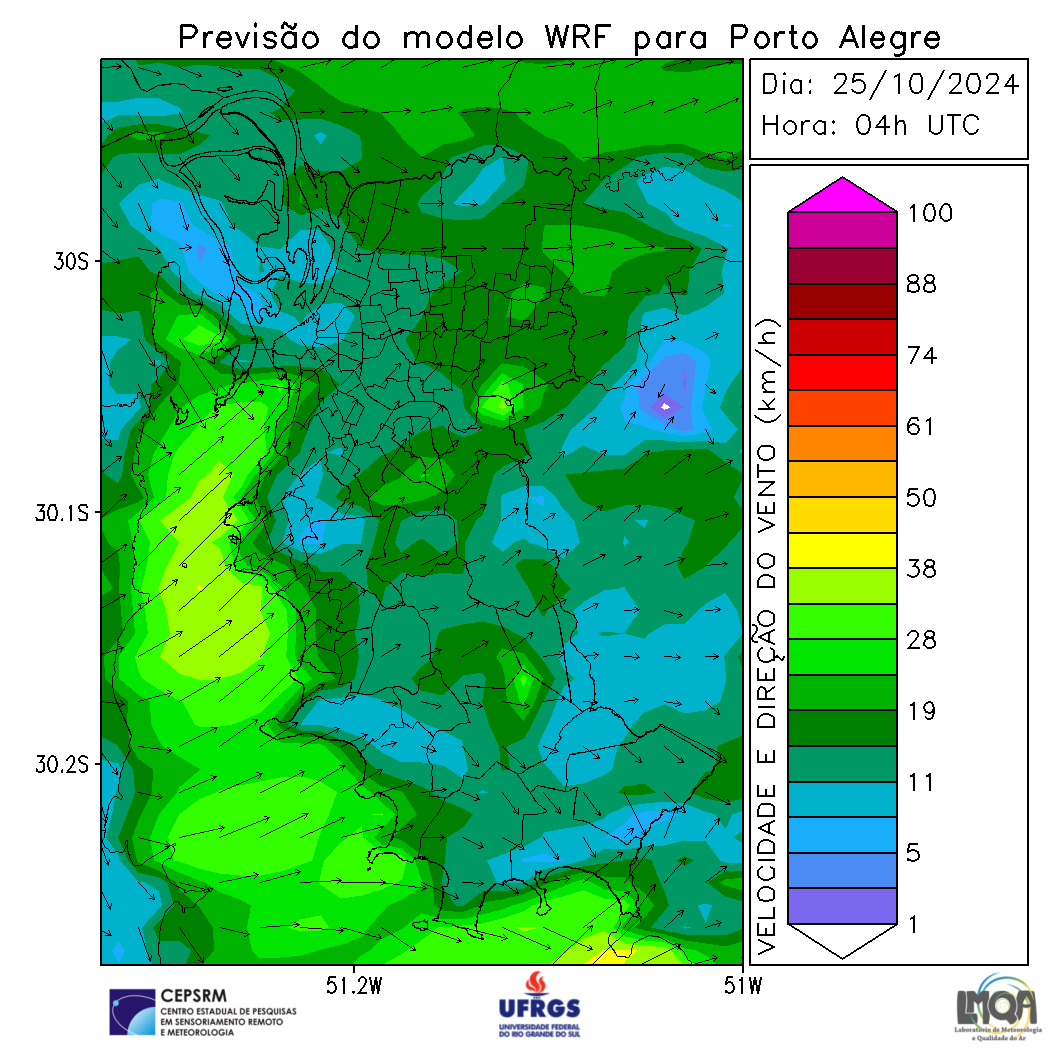 Previsão do modelo WRF para Porto Alegre
Dia: 25/10/2024
Hora: 04h UTC
30S
30.1S
30.2S
51.2W
51W
VELOCIDADE E DIREÇÃO DO VENTO (km/h)
100
88
74
61
50
38
28
19
11
5
1
CEPSRM
CENTRO ESTADUAL DE PESQUISAS
EM SENSORIAMENTO REMOTO
E METEOROLOGIA
UFRGS
UNIVERSIDADE FEDERAL
DO RIO GRANDE DO SUL
LMQA
Laboratório de Meteorologia
e Qualidade do Ar